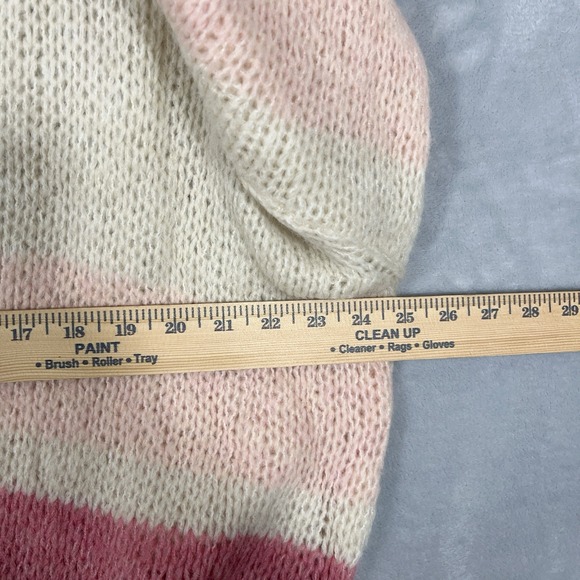 17 18 19 20 21 22 23 24 25 26 27 28 29
PAINT
• Brush • Roller • Tray
CLEAN UP
• Cleaner • Rags • Gloves